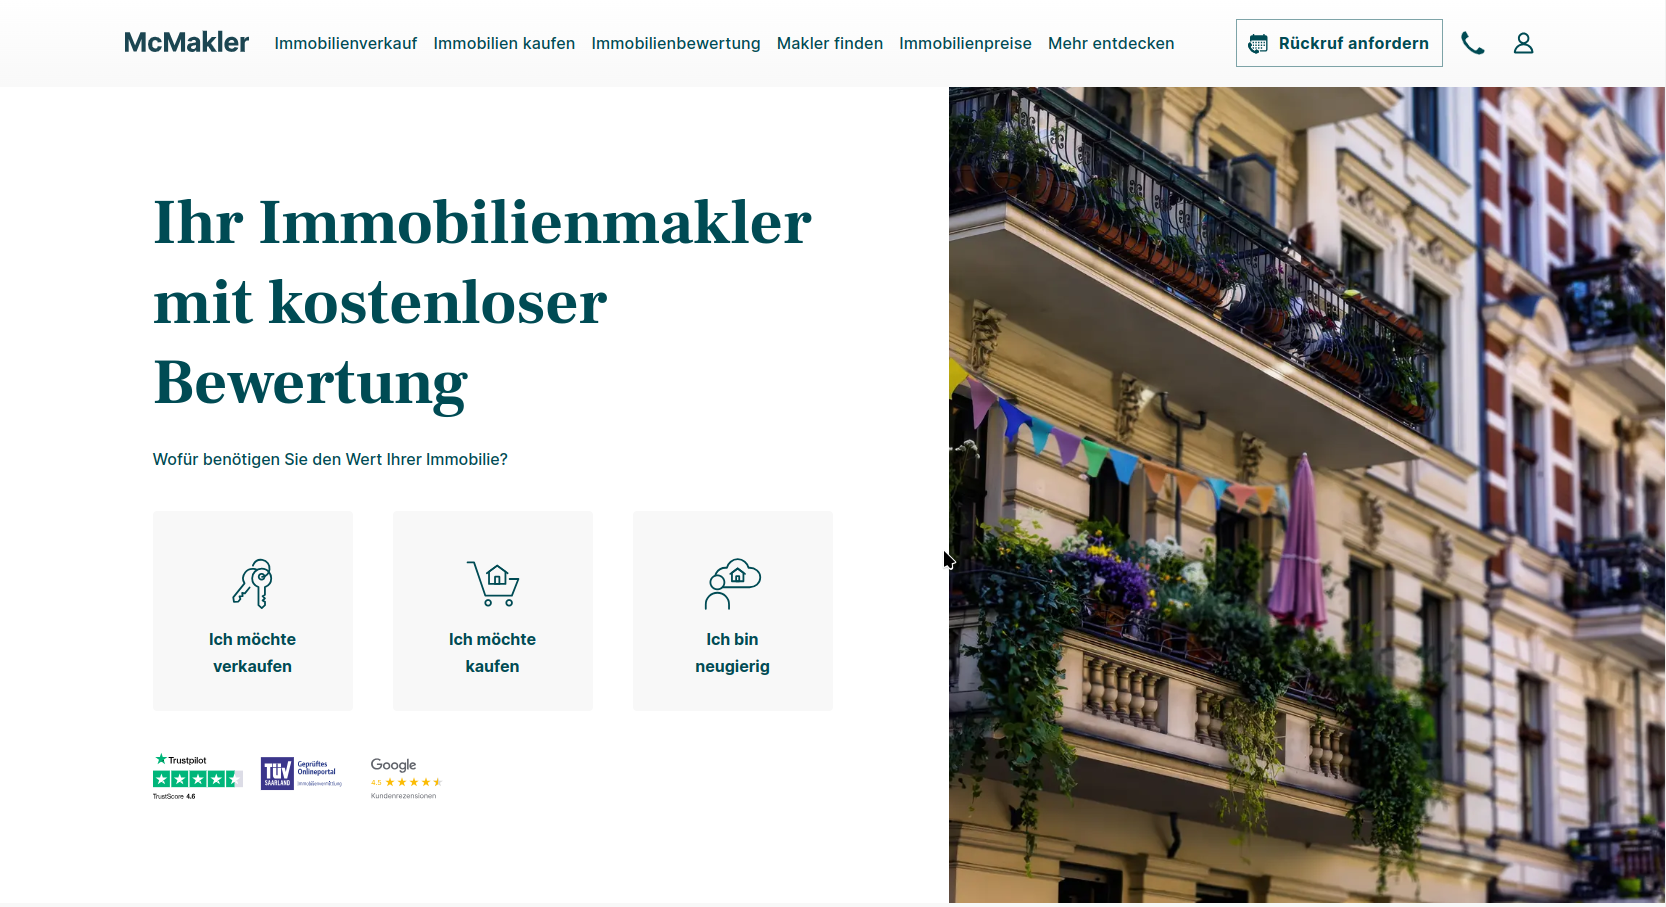 McMakler
Immobilienverkauf
Immobilien kaufen
Immobilienbewertung
Makler finden
Immobilienpreise
Mehr entdecken
Rückruf anfordern
Ihr Immobilienmakler
mit kostenloser
Bewertung
Wofür benötigen Sie den Wert Ihrer Immobilie?
Ich möchte
verkaufen
Ich möchte
kaufen
Ich bin
neugierig
Trustpilot
TrustScore 4.6
TÜV
SAARLAND
Geprüftes
Onlineportal
Immobilienvermittlung
Google
4,5
Kundenrezensionen